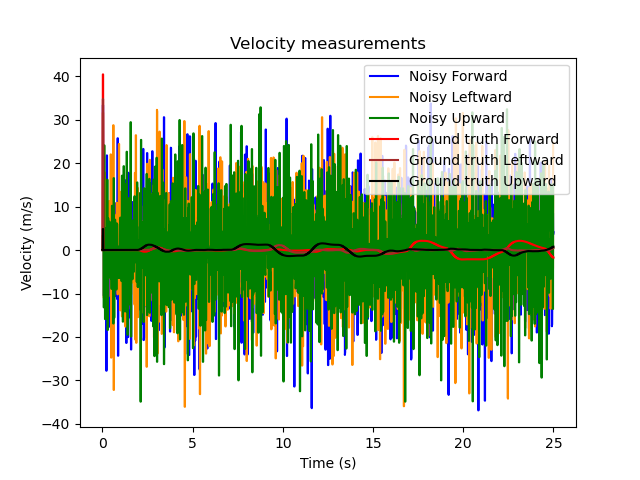 Velocity measurements
Noisy Forward
Noisy Leftward
Noisy Upward
Ground truth Forward
Ground truth Leftward
Ground truth Upward
Velocity (m/s)
40
30
20
10
0
−10
−20
−30
−40
0 5 10 15 20 25
Time (s)